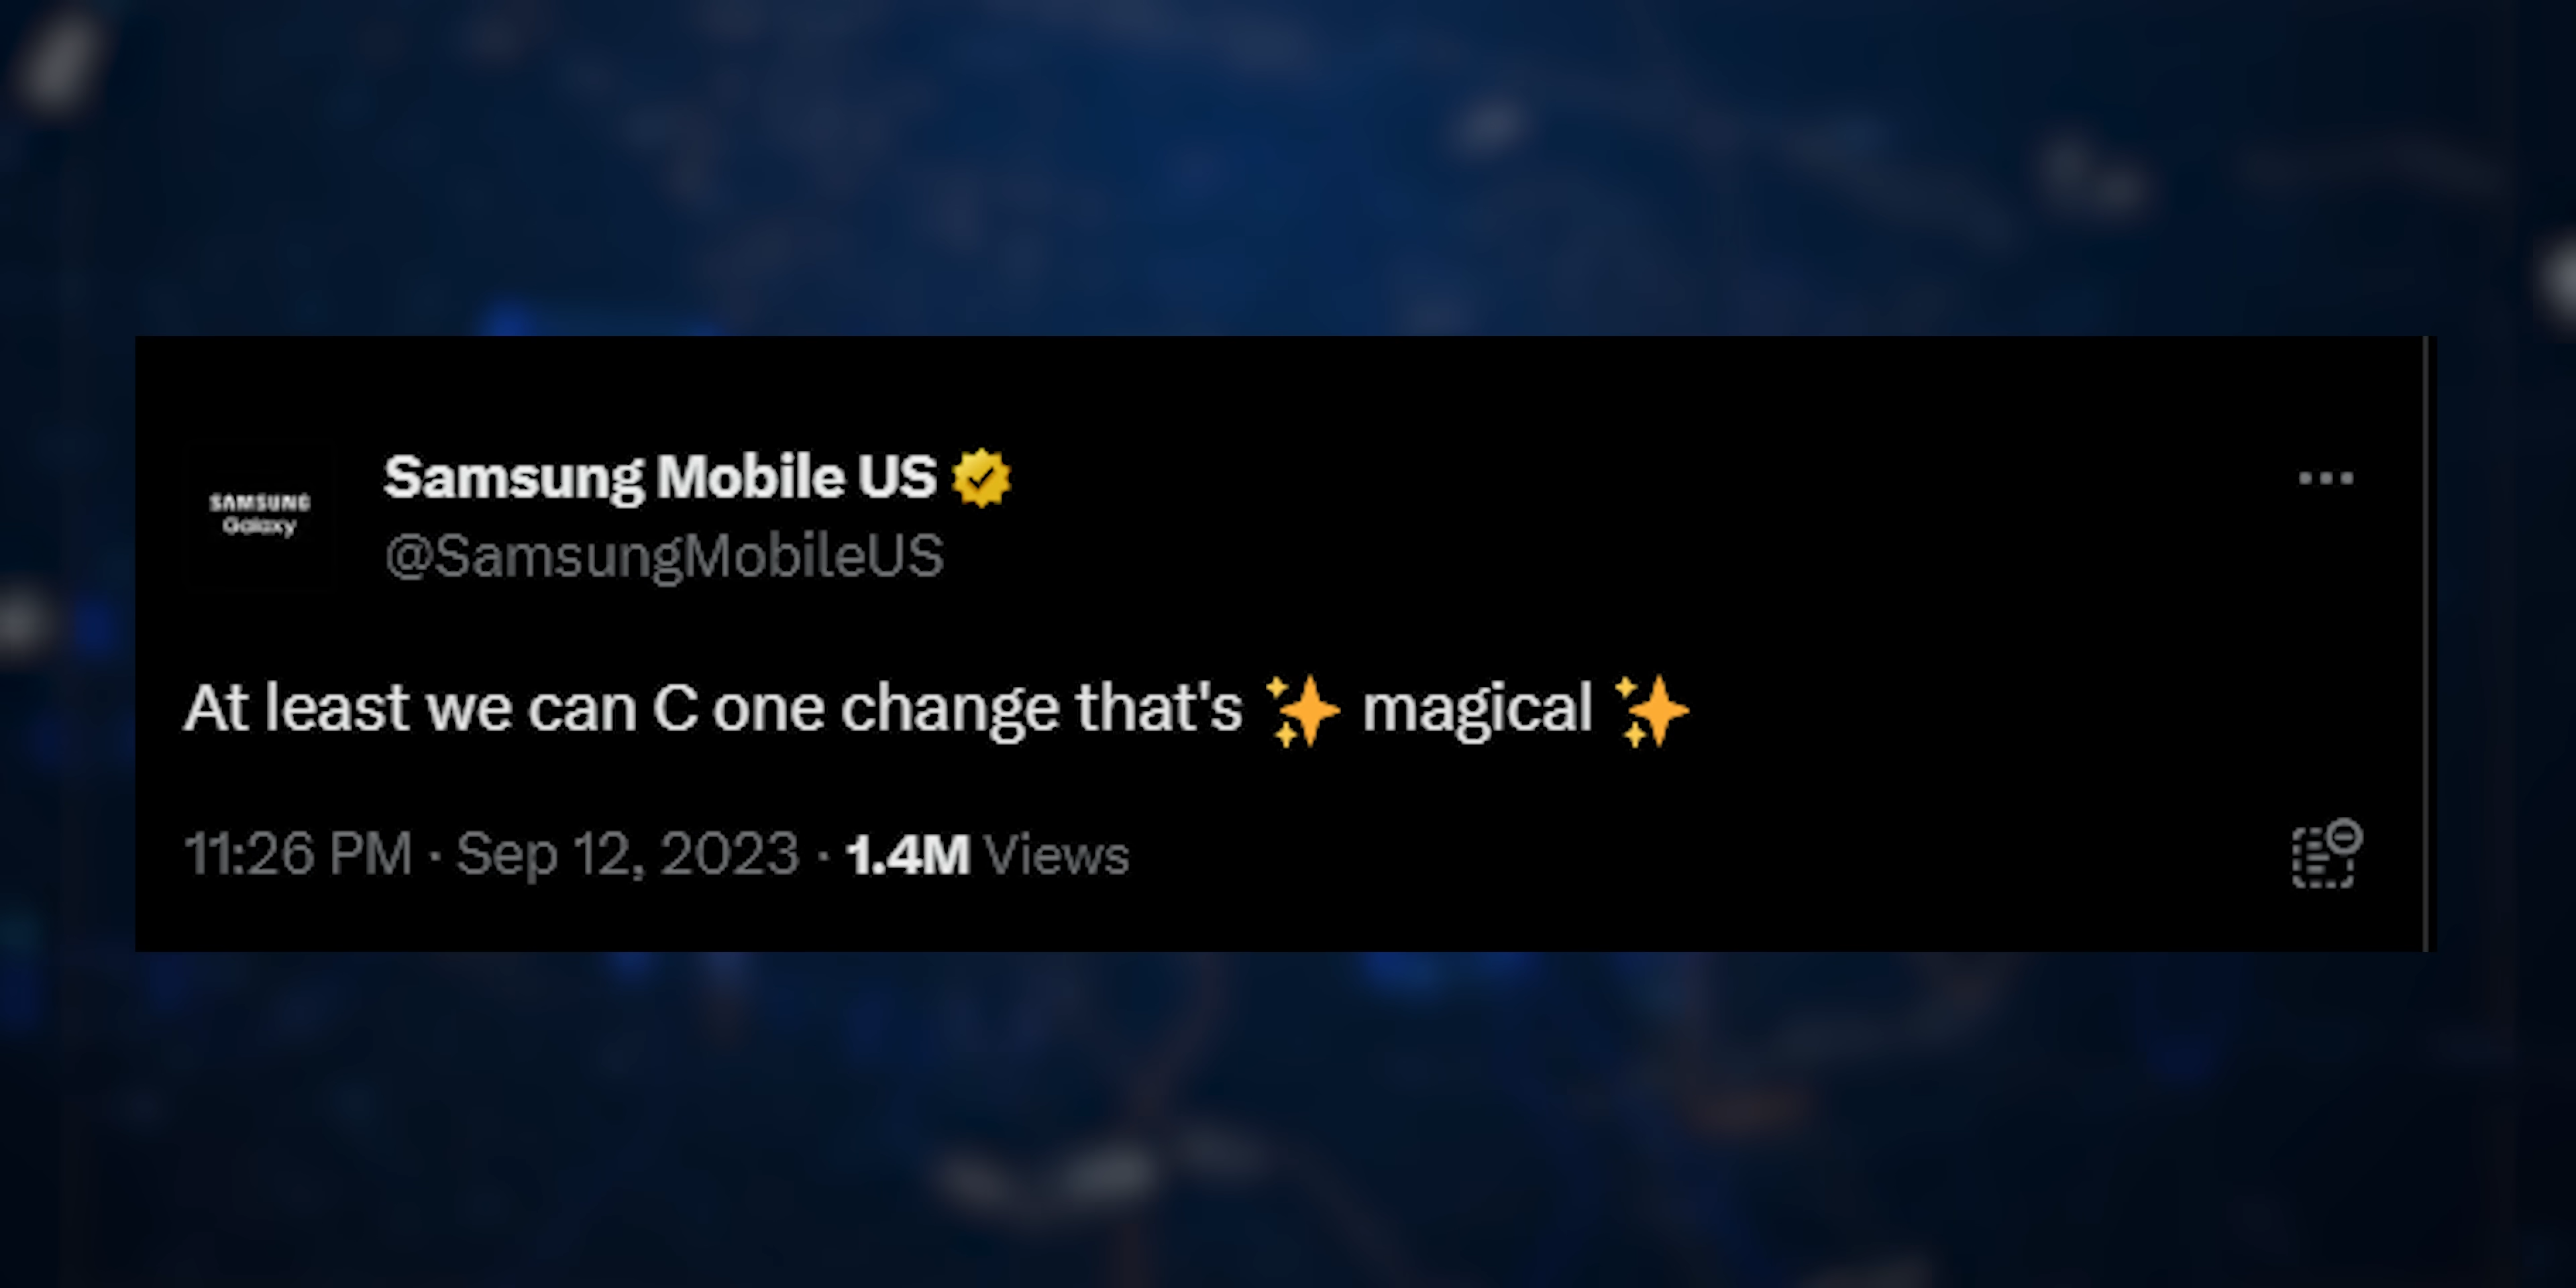 SAMSUNG
Galaxy
Samsung Mobile US
@SamsungMobileUS
At least we can C one change that's ✨ magical ✨
11:26 PM · Sep 12, 2023 · 1.4M Views